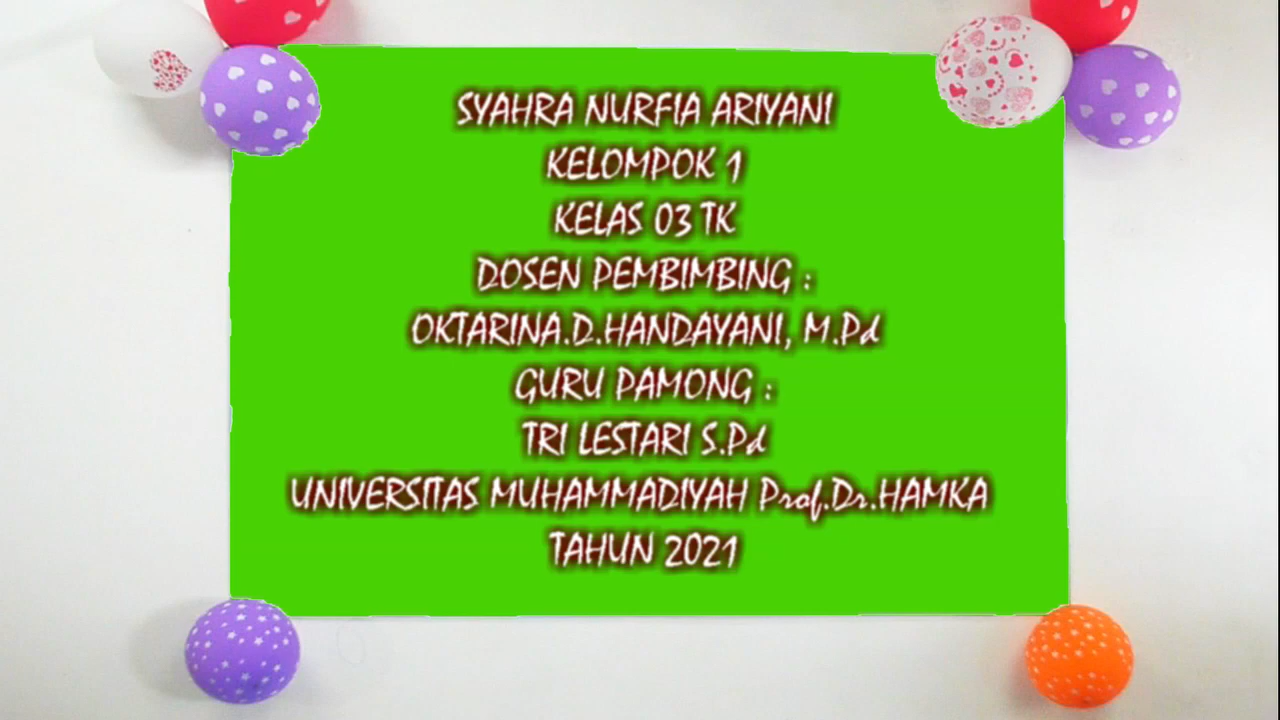 SYAHRA NURFIA ARIYANI
KELOMPOK 1
KELAS 03 TK
DOSEN PEMBIMBING :
OKTARINA.D.HANDAYANI, M.Pd
GURU PAMONG :
TRI LESTARI S.Pd
UNIVERSITAS MUHAMMADIYAH Prof.Dr.HAMKA
TAHUN 2021